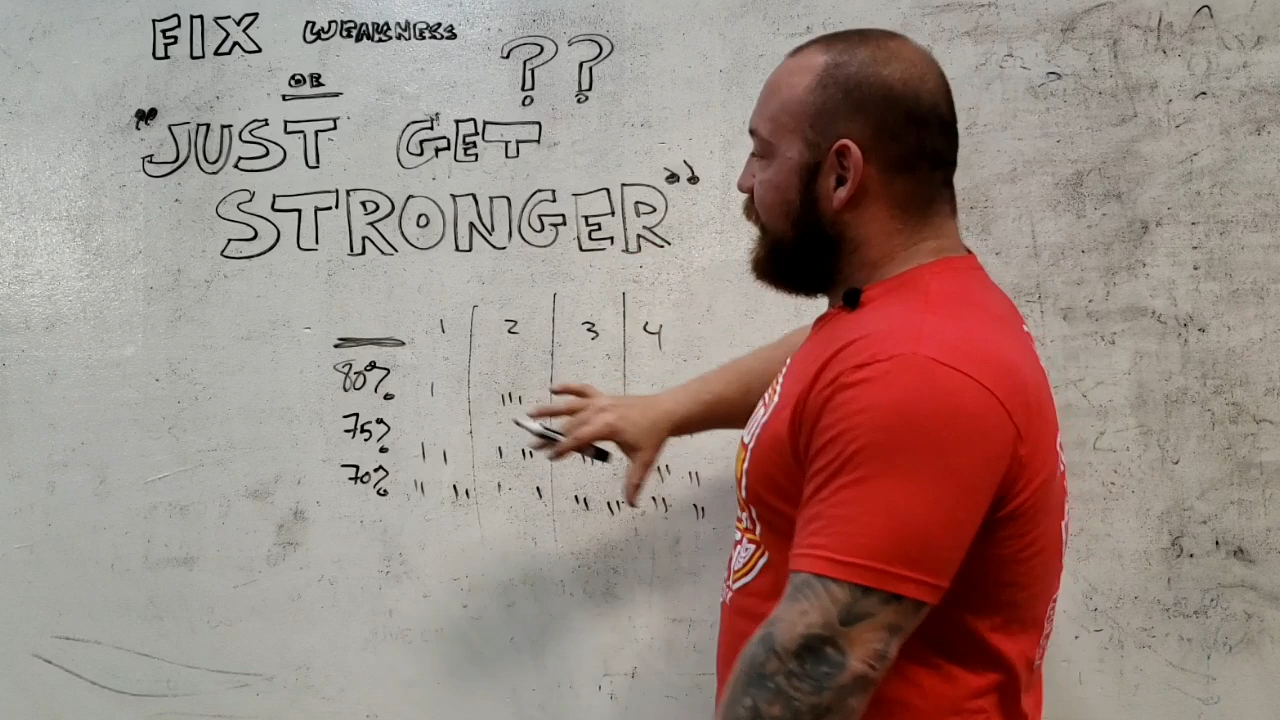 FIX WEAKNESS
OR ??
"JUST GET
STRONGER"
1 2 3 4
80%
75%
70%